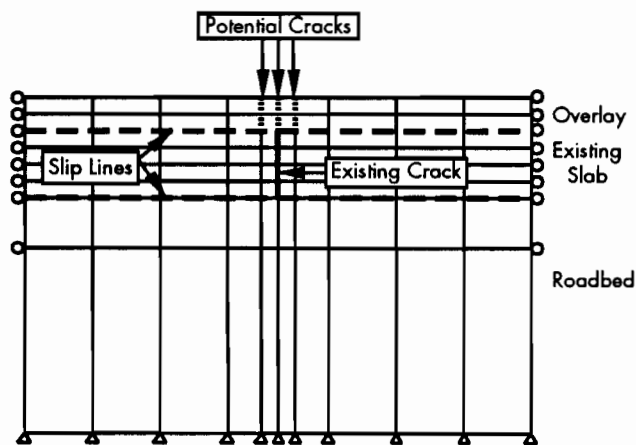 Potential Cracks
Overlay
Existing
Slab
Slip Lines
Existing Crack
Roadbed